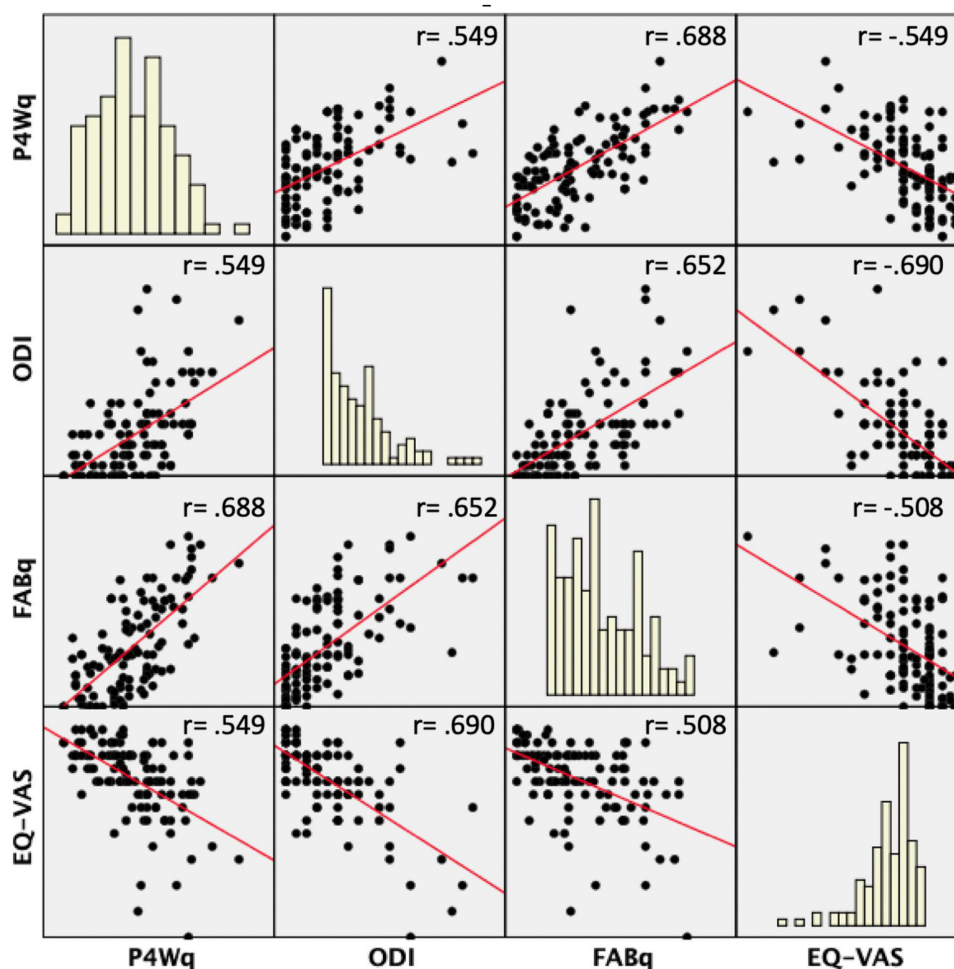 r= .549
r= .688
r= -.549
P4Wq
r= .549
r= .652
r= -.690
ODI
r= .688
r= .652
r= -.508
FABq
r= .549
r= .690
r= .508
EQ-VAS
P4Wq
ODI
FABq
EQ-VAS